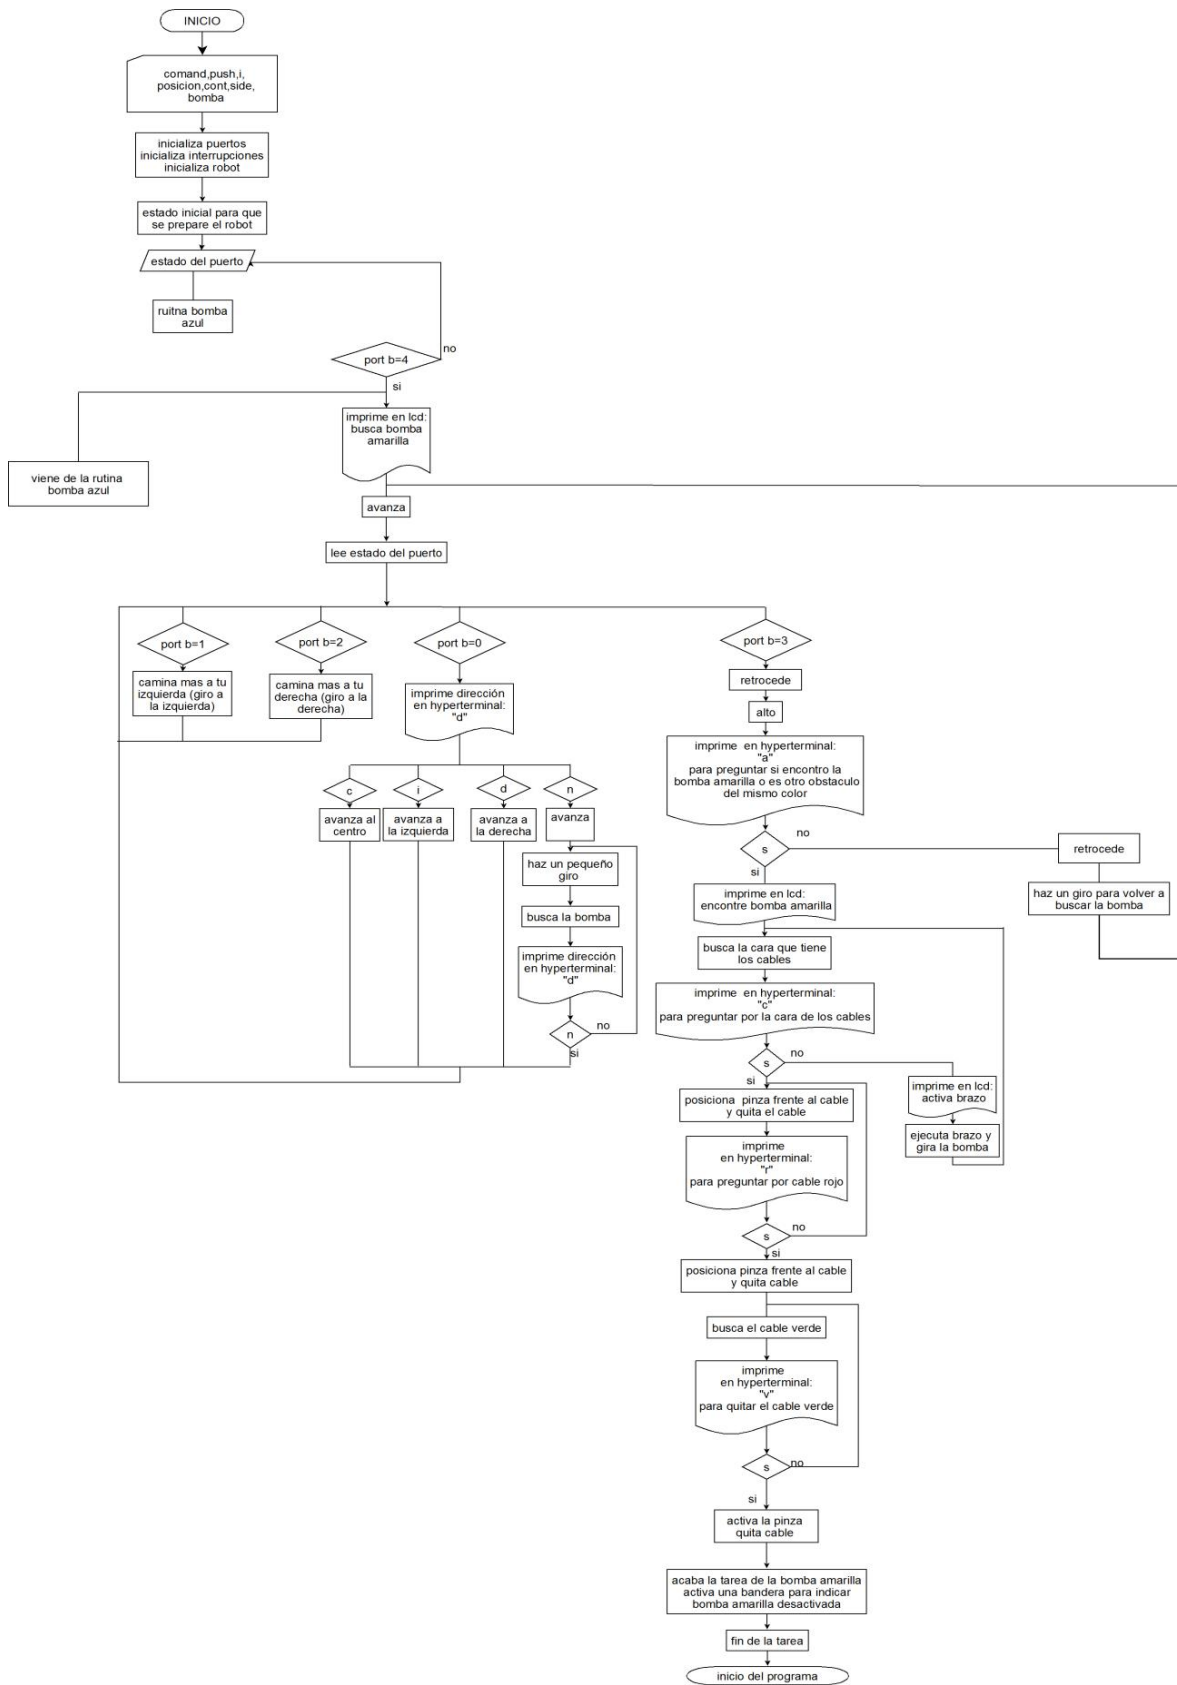 INICIO
comand,push,i,
posicion,cont,side,
bomba
inicializa puertos
inicializa interrupciones
inicializa robot
estado inicial para que
se prepare el robot
estado del puerto
ruitna bomba
azul
port b=4
no
si
imprime en lcd:
busca bomba
amarilla
viene de la rutina
bomba azul
avanza
lee estado del puerto
port b=1
camina mas a tu
izquierda (giro a
la izquierda)
port b=2
camina mas a tu
derecha (giro a la
derecha)
port b=0
imprime dirección
en hyperterminal:
"d"
c
avanza al
centro
i
avanza a
la izquierda
d
avanza a
la derecha
n
avanza
haz un pequeño
giro
busca la bomba
imprime dirección
en hyperterminal:
"d"
n
no
si
port b=3
retrocede
alto
imprime en hyperterminal:
"a"
para preguntar si encontro la
bomba amarilla o es otro obstaculo
del mismo color
s
no
si
retrocede
haz un giro para volver a
buscar la bomba
imprime en lcd:
encontre bomba amarilla
busca la cara que tiene
los cables
imprime en hyperterminal:
"c"
para preguntar por la cara de los cables
s
no
si
imprime en lcd:
activa brazo
ejecuta brazo y
gira la bomba
posiciona pinza frente al cable
y quita el cable
imprime
en hyperterminal:
"r"
para preguntar por cable rojo
s
no
si
posiciona pinza frente al cable
y quita cable
busca el cable verde
imprime
en hyperterminal:
"v"
para quitar el cable verde
s
no
si
activa la pinza
quita cable
acaba la tarea de la bomba amarilla
activa una bandera para indicar
bomba amarilla desactivada
fin de la tarea
inicio del programa